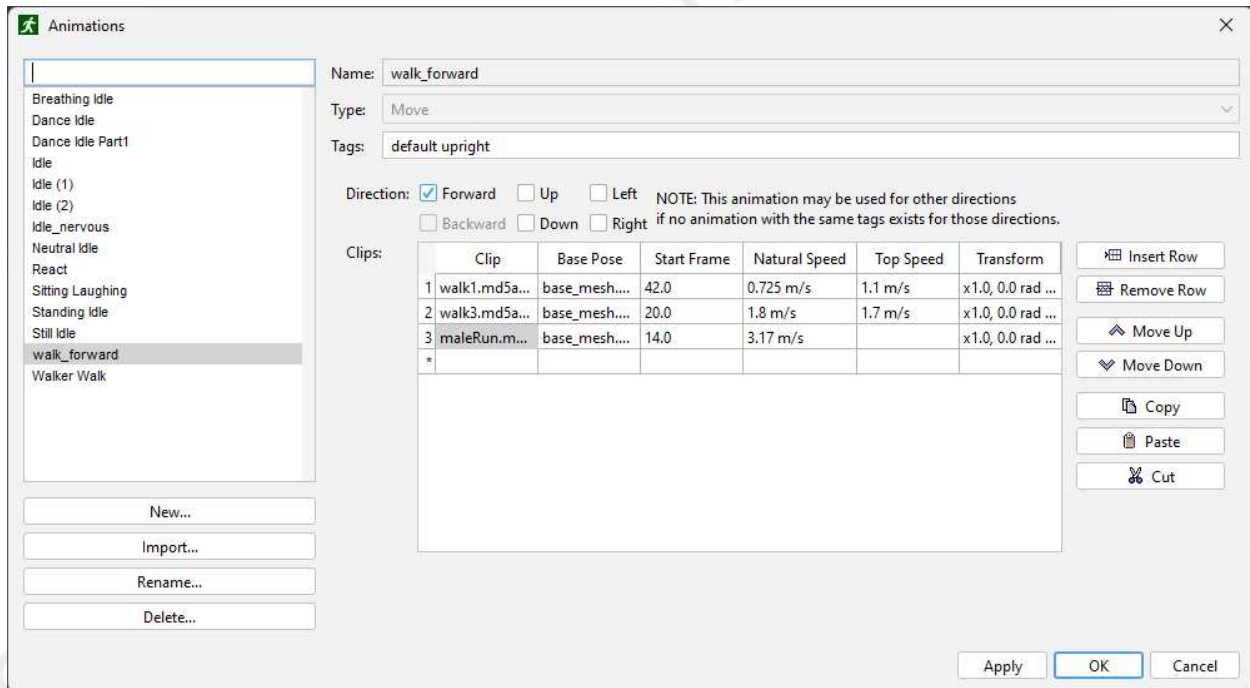 Animations
Breathing Idle
Dance Idle
Dance Idle Part1
Idle
Idle (1)
Idle (2)
Idle_nervous
Neutral Idle
React
Sitting Laughing
Standing Idle
Still Idle
walk_forward
Walker Walk
New...
Import...
Rename...
Delete...
Name: walk_forward
Type: Move
Tags: default upright
Direction: Forward Up Left
Backward Down Right
NOTE: This animation may be used for other directions
if no animation with the same tags exists for those directions.
Clips:
Clip Base Pose Start Frame Natural Speed Top Speed Transform
1 walk1.md5a... base_mesh.... 42.0 0.725 m/s 1.1 m/s x1.0, 0.0 rad ...
2 walk3.md5a... base_mesh.... 20.0 1.8 m/s 1.7 m/s x1.0, 0.0 rad ...
3 maleRun.m... base_mesh.... 14.0 3.17 m/s x1.0, 0.0 rad ...
*
Insert Row
Remove Row
Move Up
Move Down
Copy
Paste
Cut
Apply OK Cancel